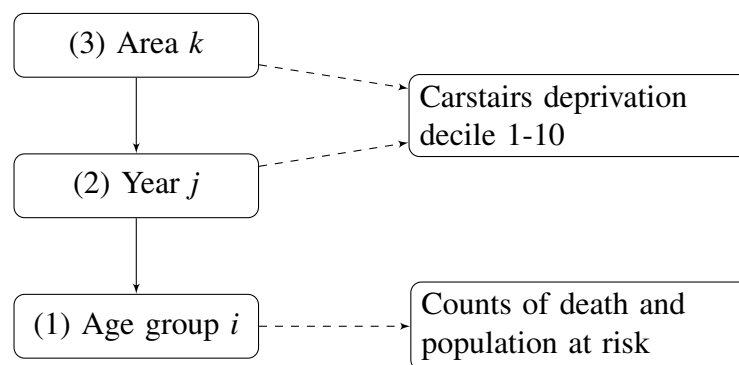 (3) Area k
Carstairs deprivation
decile 1-10
(2) Year j
(1) Age group i
Counts of death and
population at risk